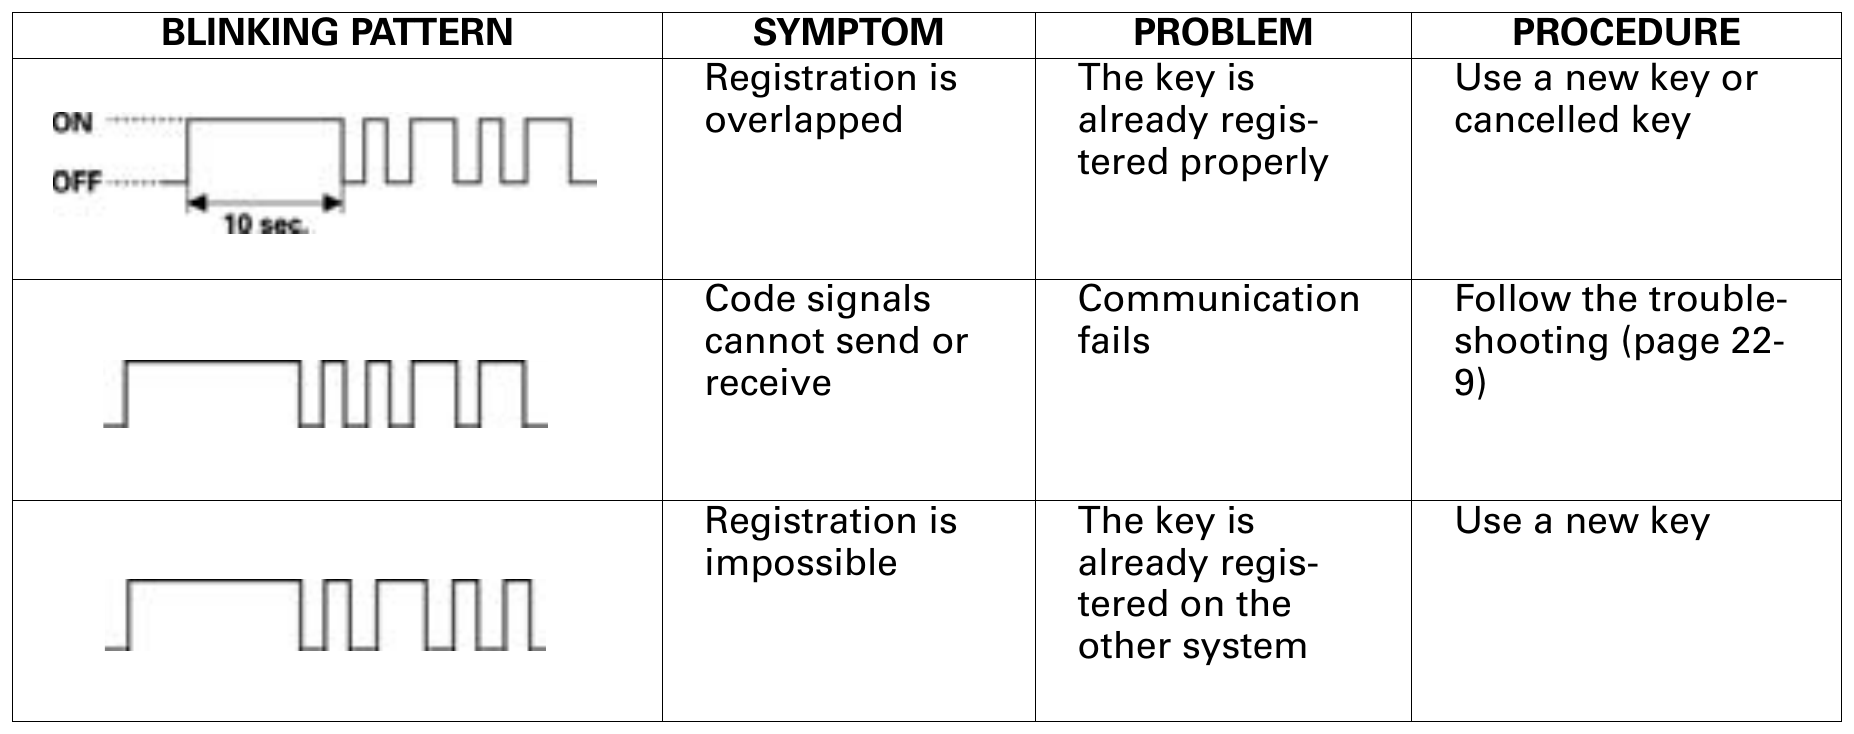 BLINKING PATTERN SYMPTOM PROBLEM PROCEDURE
ON
OFF
10 sec.
Registration is
overlapped
The key is
already regis-
tered properly
Use a new key or
cancelled key
Code signals
cannot send or
receive
Communication
fails
Follow the trouble-
shooting (page 22-
9)
Registration is
impossible
The key is
already regis-
tered on the
other system
Use a new key